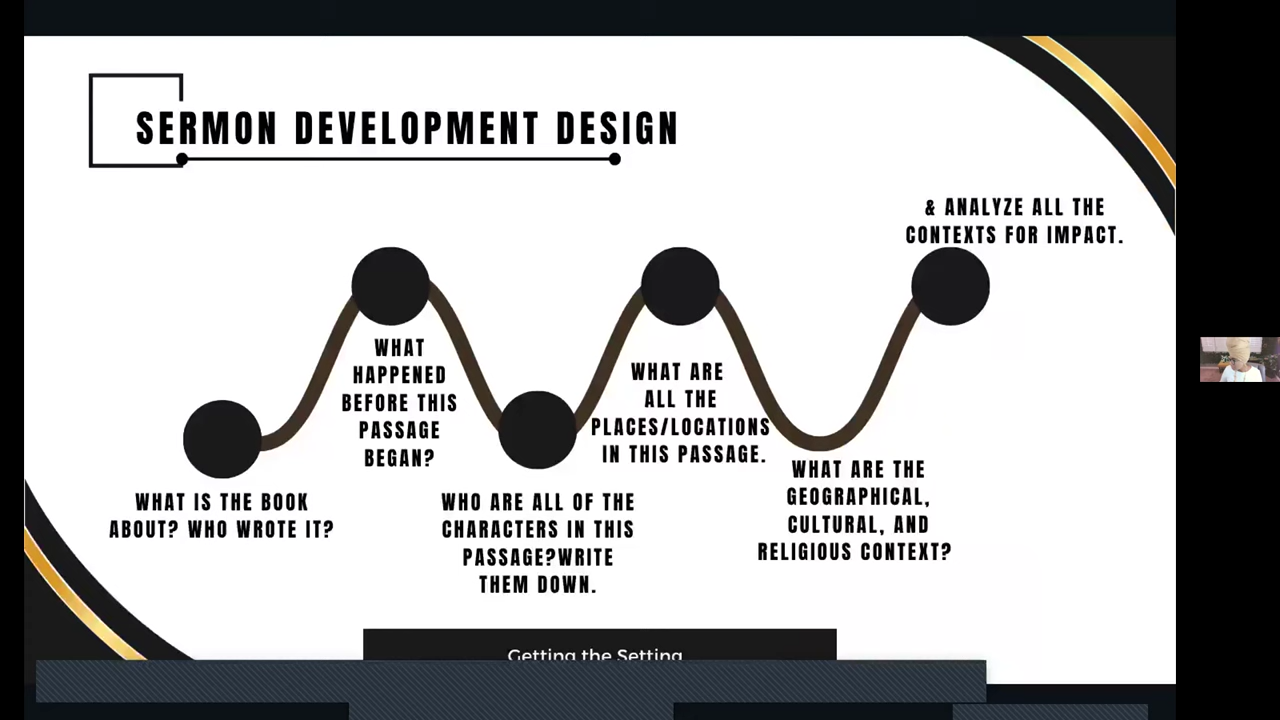 SERMON DEVELOPMENT DESIGN
& ANALYZE ALL THE
CONTEXTS FOR IMPACT.
WHAT
HAPPENED
BEFORE THIS
PASSAGE
BEGAN?
WHAT ARE
ALL THE
PLACES/LOCATIONS
IN THIS PASSAGE.
WHAT IS THE BOOK
ABOUT? WHO WROTE IT?
WHO ARE ALL OF THE
CHARACTERS IN THIS
PASSAGE?WRITE
THEM DOWN.
WHAT ARE THE
GEOGRAPHICAL,
CULTURAL, AND
RELIGIOUS CONTEXT?
Getting the Setting